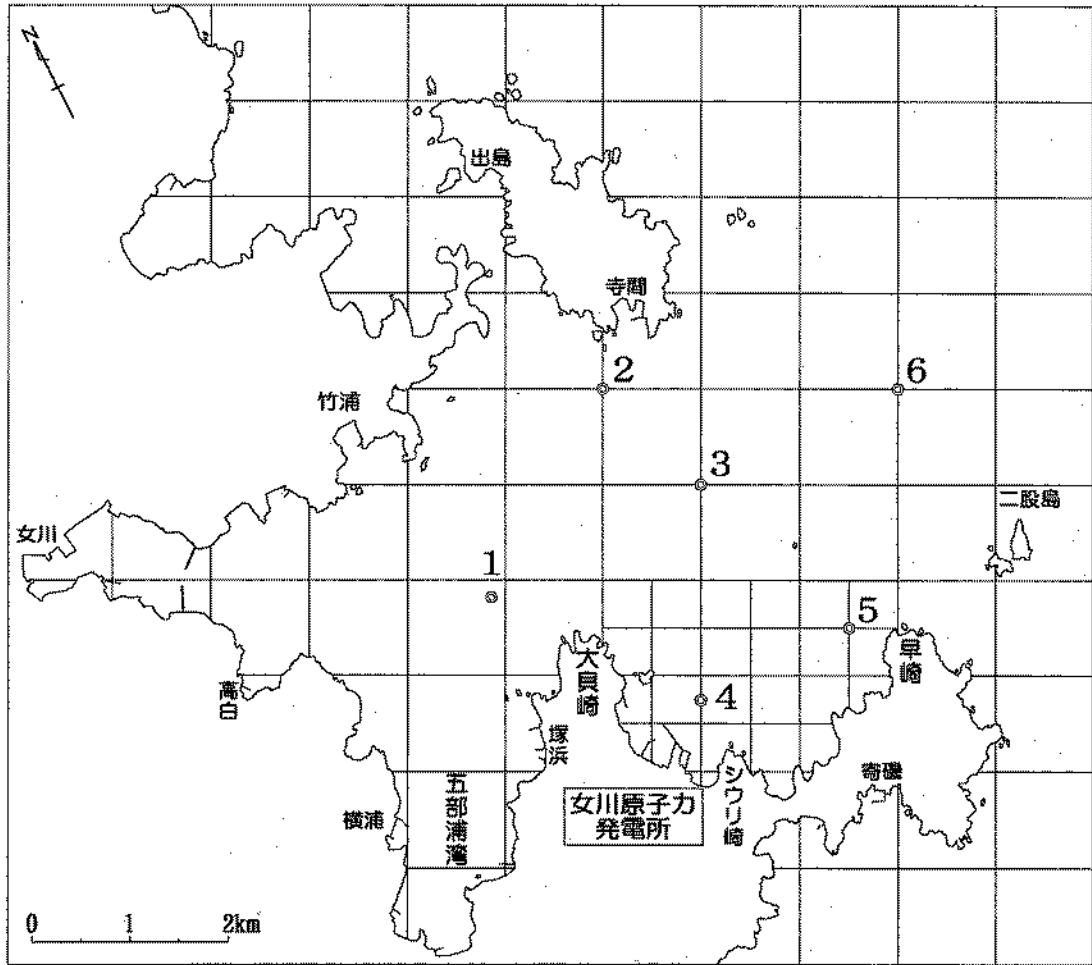 N
出島
寺間
2
6
竹浦
3
二股島
女川
1
5
大貝崎
早崎
高白
4
塚浜
寄磯
五部浦湾
女川原子力
発電所
シウリ崎
横浦
0 1 2km